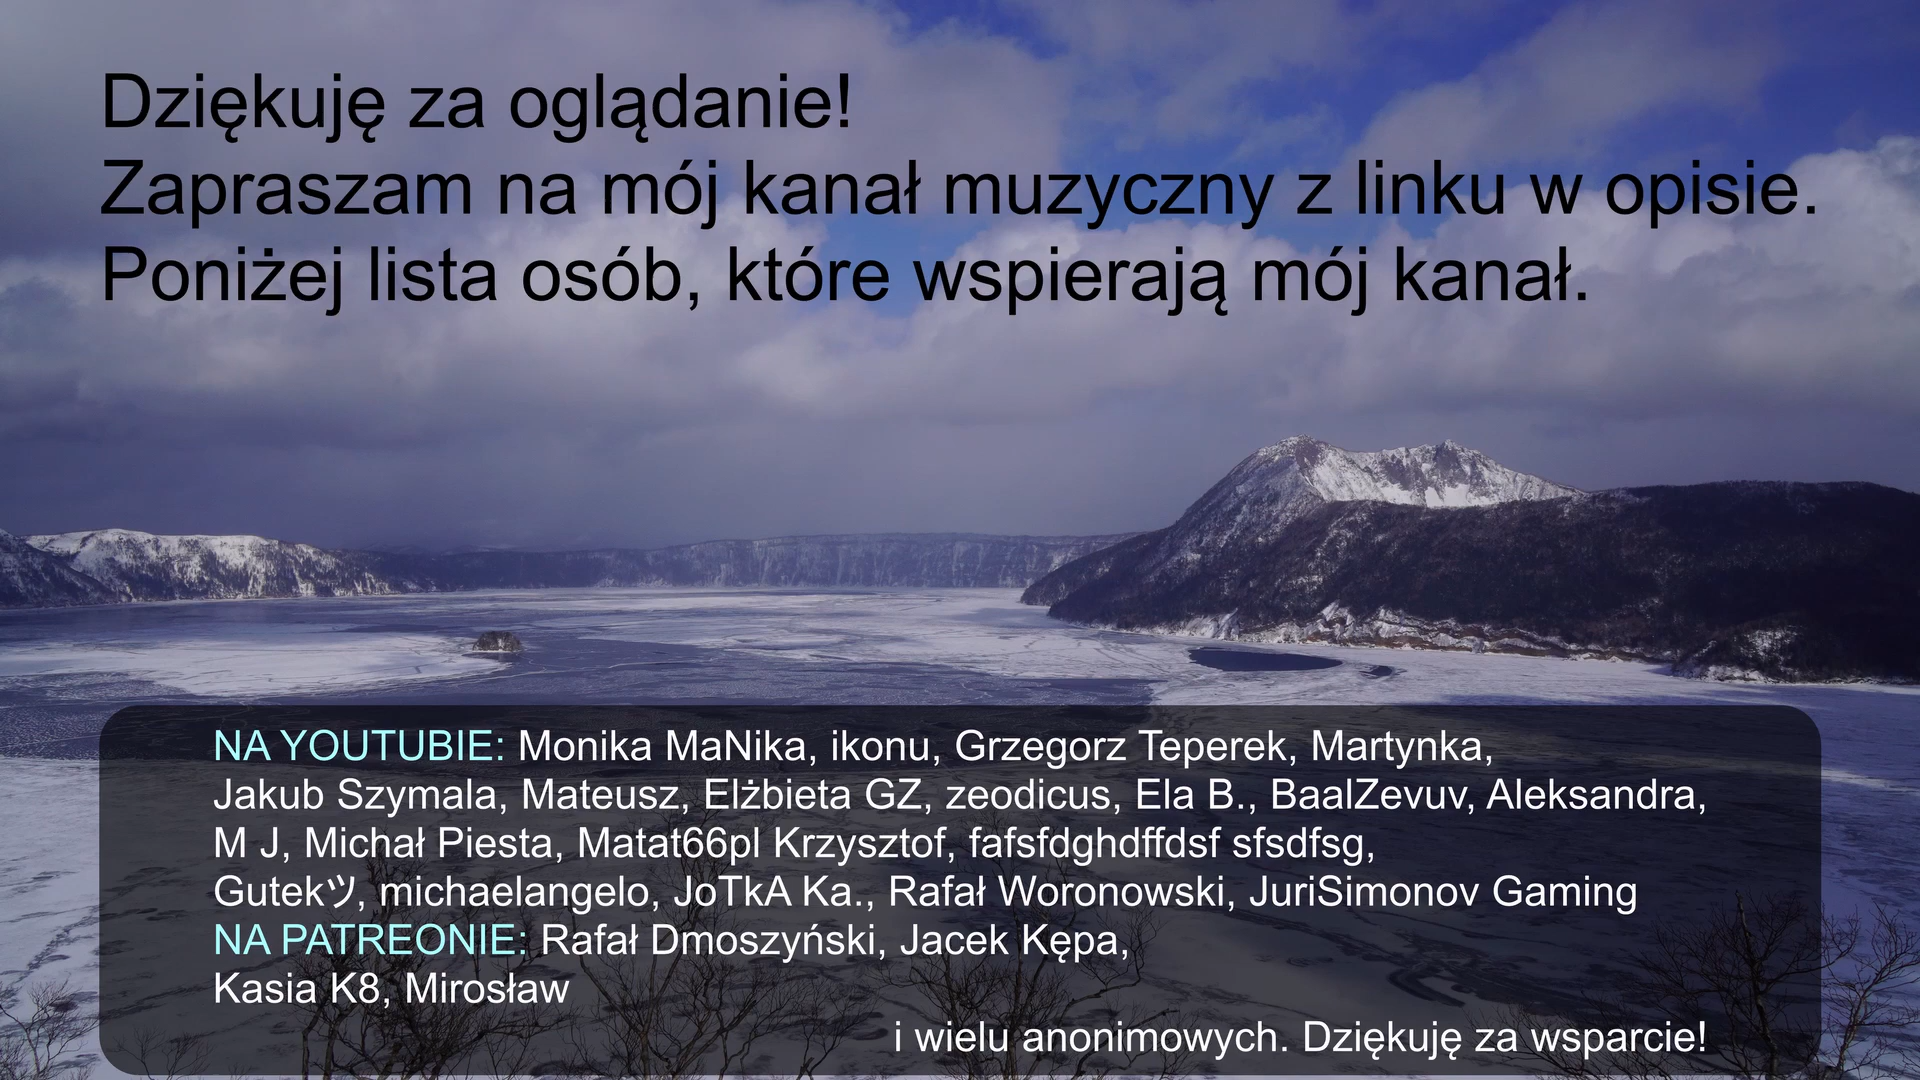 Dziękuję za oglądanie!
Zapraszam na mój kanał muzyczny z linku w opisie.
Poniżej lista osób, które wspierają mój kanał.
NA YOUTUBIE: Monika MaNika, ikonu, Grzegorz Teperek, Martynka,
Jakub Szymala, Mateusz, Elżbieta GZ, zeodicus, Ela B., BaalZevuv, Aleksandra,
M J, Michał Piesta, Matat66pl Krzysztof, fafsfdghdffdsf sfsdfsg,
Gutekツ, michaelangelo, JoTkA Ka., Rafał Woronowski, JuriSimonov Gaming
NA PATREONIE: Rafał Dmoszyński, Jacek Kępa,
Kasia K8, Mirosław
i wielu anonimowych. Dziękuję za wsparcie!